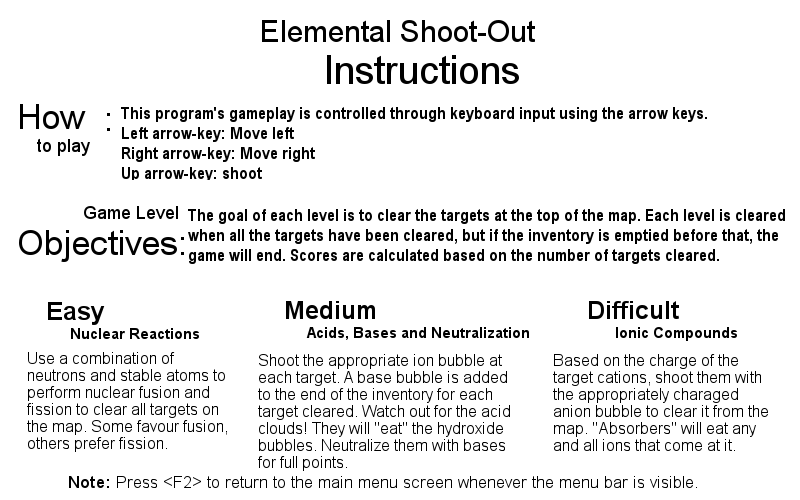 Elemental Shoot-Out
Instructions
How
to play
:
This program's gameplay is controlled through keyboard input using the arrow keys.
Left arrow-key: Move left
Right arrow-key: Move right
Up arrow-key: shoot
Game Level
Objectives:
The goal of each level is to clear the targets at the top of the map. Each level is cleared
when all the targets have been cleared, but if the inventory is emptied before that, the
game will end. Scores are calculated based on the number of targets cleared.
Easy
Nuclear Reactions
Use a combination of
neutrons and stable atoms to
perform nuclear fusion and
fission to clear all targets on
the map. Some favour fusion,
others prefer fission.
Medium
Acids, Bases and Neutralization
Shoot the appropriate ion bubble at
each target. A base bubble is added
to the end of the inventory for each
target cleared. Watch out for the acid
clouds! They will "eat" the hydroxide
bubbles. Neutralize them with bases
for full points.
Difficult
Ionic Compounds
Based on the charge of the
target cations, shoot them with
the appropriately charaged
anion bubble to clear it from the
map. "Absorbers" will eat any
and all ions that come at it.
Note: Press <F2> to return to the main menu screen whenever the menu bar is visible.